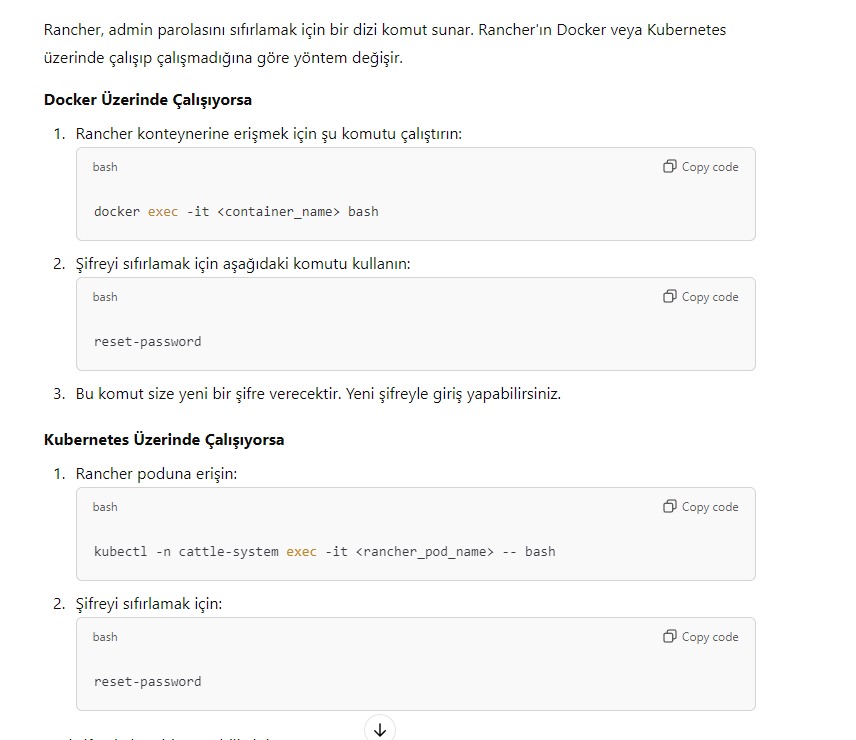 Rancher, admin parolasını sıfırlamak için bir dizi komut sunar. Rancher'ın Docker veya Kubernetes
üzerinde çalışıp çalışmadığına göre yöntem değişir.
Docker Üzerinde Çalışıyorsa
1. Rancher konteynerine erişmek için şu komutu çalıştırın:
bash Copy code
docker exec -it <container_name> bash
2. Şifreyi sıfırlamak için aşağıdaki komutu kullanın:
bash Copy code
reset-password
3. Bu komut size yeni bir şifre verecektir. Yeni şifreyle giriş yapabilirsiniz.
Kubernetes Üzerinde Çalışıyorsa
1. Rancher poduna erişin:
bash Copy code
kubectl -n cattle-system exec -it <rancher_pod_name> -- bash
2. Şifreyi sıfırlamak için:
bash Copy code
reset-password